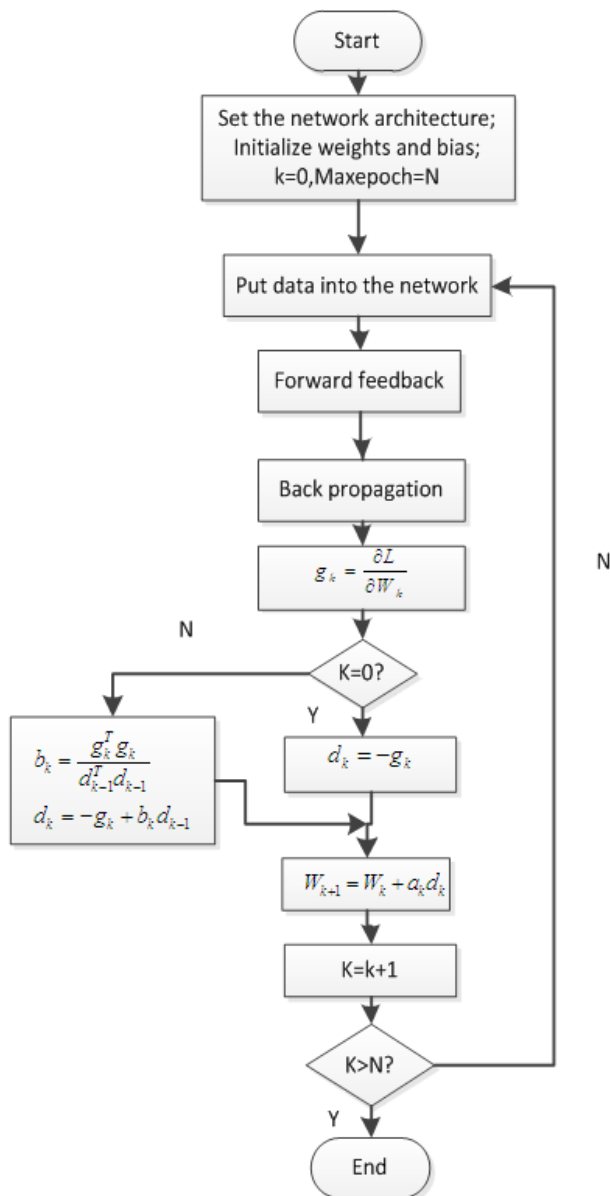 Start
Set the network architecture;
Initialize weights and bias;
k=0,Maxepoch=N
Put data into the network
Forward feedback
Back propagation
g_k = ∂L/∂W_k
N
N
K=0?
Y
b_k = g_k^T g_k / d_{k-1}^T d_{k-1}
d_k = -g_k + b_k d_{k-1}
d_k = -g_k
W_{k+1} = W_k + a_k d_k
K=k+1
K>N?
Y
End